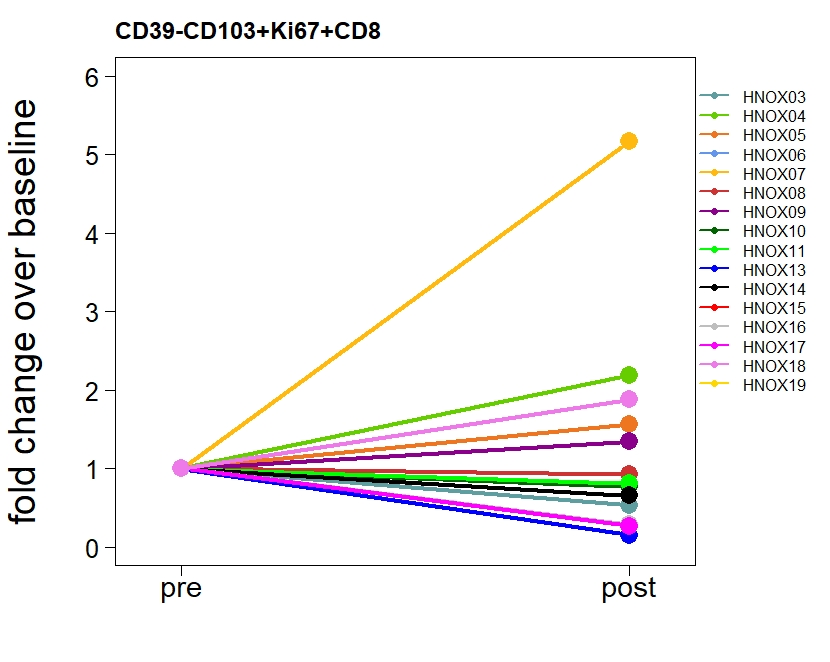 CD39-CD103+Ki67+CD8
fold change over baseline
6
5
4
3
2
1
0
pre
post
HNOX03
HNOX04
HNOX05
HNOX06
HNOX07
HNOX08
HNOX09
HNOX10
HNOX11
HNOX13
HNOX14
HNOX15
HNOX16
HNOX17
HNOX18
HNOX19